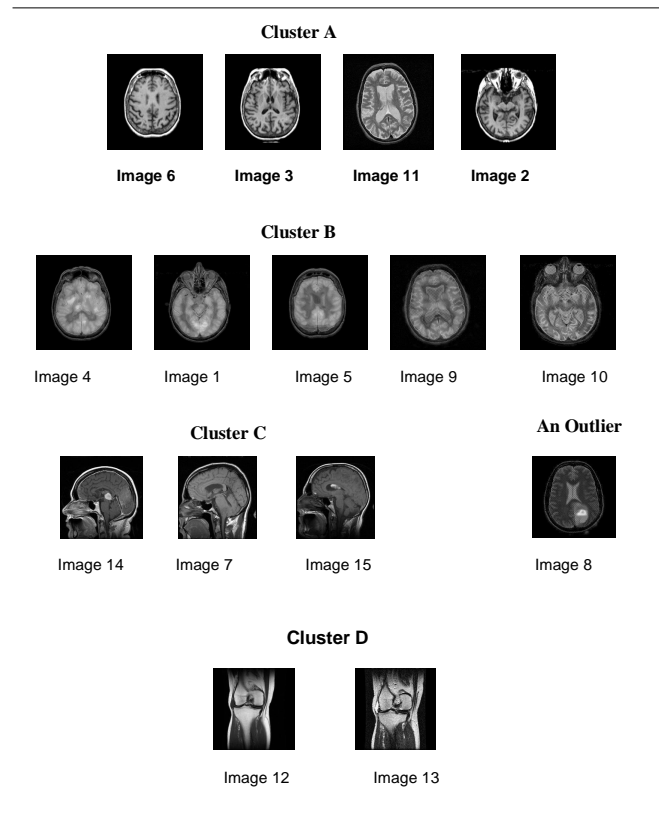 Cluster A
Image 6 Image 3 Image 11 Image 2
Cluster B
Image 4 Image 1 Image 5 Image 9 Image 10
Cluster C An Outlier
Image 14 Image 7 Image 15 Image 8
Cluster D
Image 12 Image 13